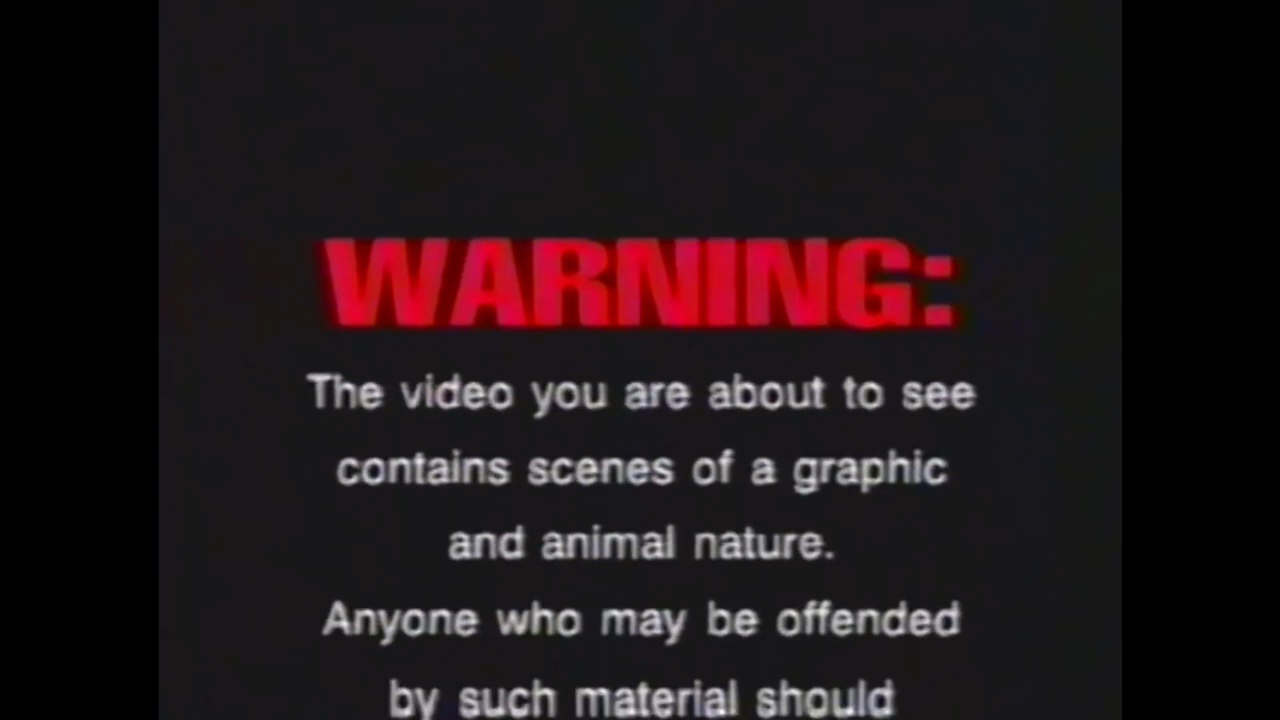 WARNING:
The video you are about to see
contains scenes of a graphic
and animal nature.
Anyone who may be offended
by such material should